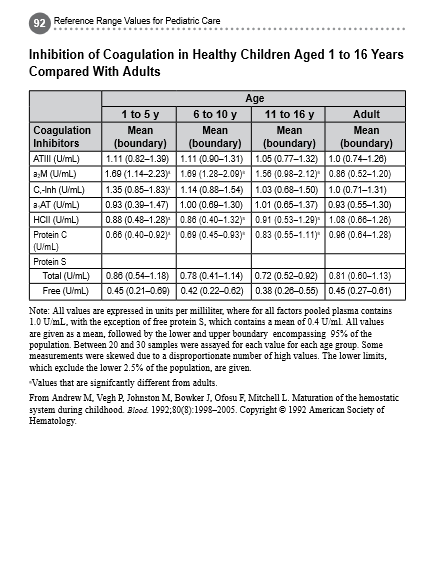 92 Reference Range Values for Pediatric Care
Inhibition of Coagulation in Healthy Children Aged 1 to 16 Years
Compared With Adults
Age
1 to 5 y 6 to 10 y 11 to 16 y Adult
Coagulation Inhibitors Mean (boundary) Mean (boundary) Mean (boundary) Mean (boundary)
ATIII (U/mL) 1.11 (0.82–1.39) 1.11 (0.90–1.31) 1.05 (0.77–1.32) 1.0 (0.74–1.26)
a₂M (U/mL) 1.69 (1.14–2.23)ᵃ 1.69 (1.28–2.09)ᵃ 1.56 (0.98–2.12)ᵃ 0.86 (0.52–1.20)
C₁-Inh (U/mL) 1.35 (0.85–1.83)ᵃ 1.14 (0.88–1.54) 1.03 (0.68–1.50) 1.0 (0.71–1.31)
a₁AT (U/mL) 0.93 (0.39–1.47) 1.00 (0.69–1.30) 1.01 (0.65–1.37) 0.93 (0.55–1.30)
HCII (U/mL) 0.88 (0.48–1.28)ᵃ 0.86 (0.40–1.32)ᵃ 0.91 (0.53–1.29)ᵃ 1.08 (0.66–1.26)
Protein C (U/mL) 0.66 (0.40–0.92)ᵃ 0.69 (0.45–0.93)ᵃ 0.83 (0.55–1.11)ᵃ 0.96 (0.64–1.28)
Protein S
Total (U/mL) 0.86 (0.54–1.18) 0.78 (0.41–1.14) 0.72 (0.52–0.92) 0.81 (0.60–1.13)
Free (U/mL) 0.45 (0.21–0.69) 0.42 (0.22–0.62) 0.38 (0.26–0.55) 0.45 (0.27–0.61)
Note: All values are expressed in units per milliliter, where for all factors pooled plasma contains
1.0 U/mL, with the exception of free protein S, which contains a mean of 0.4 U/ml. All values
are given as a mean, followed by the lower and upper boundary encompassing 95% of the
population. Between 20 and 30 samples were assayed for each value for each age group. Some
measurements were skewed due to a disproportionate number of high values. The lower limits,
which exclude the lower 2.5% of the population, are given.
ᵃValues that are signifcantly different from adults.
From Andrew M, Vegh P, Johnston M, Bowker J, Ofosu F, Mitchell L. Maturation of the hemostatic
system during childhood. Blood. 1992;80(8):1998–2005. Copyright © 1992 American Society of
Hematology.